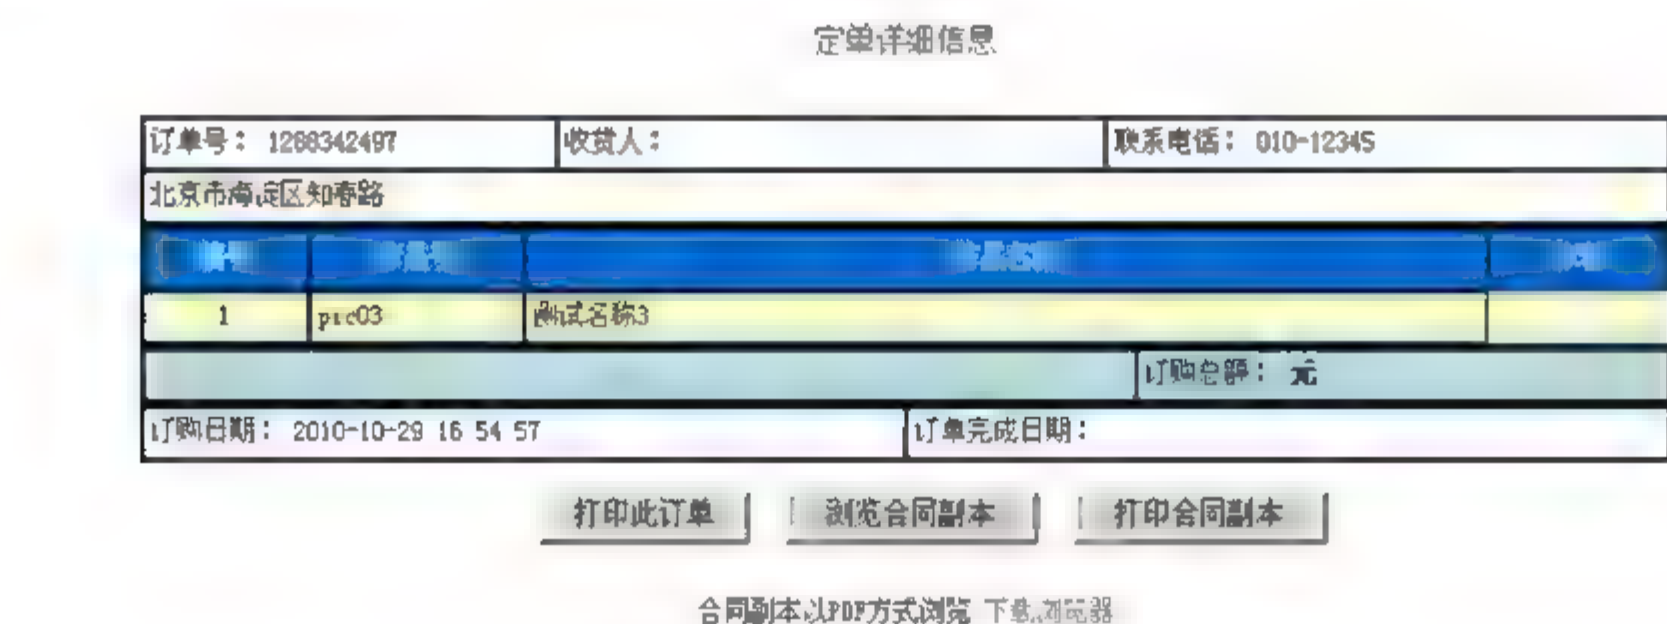 定单详细信息
订单号： 1288342497 收货人： 联系电话： 010-12345
北京市海淀区知春路
1 pic03 测试名称3
订购总额： 元
订购日期： 2010-10-29 16 54 57 订单完成日期：
打印此订单 浏览合同副本 打印合同副本
合同副本以PDF方式浏览 下载浏览器